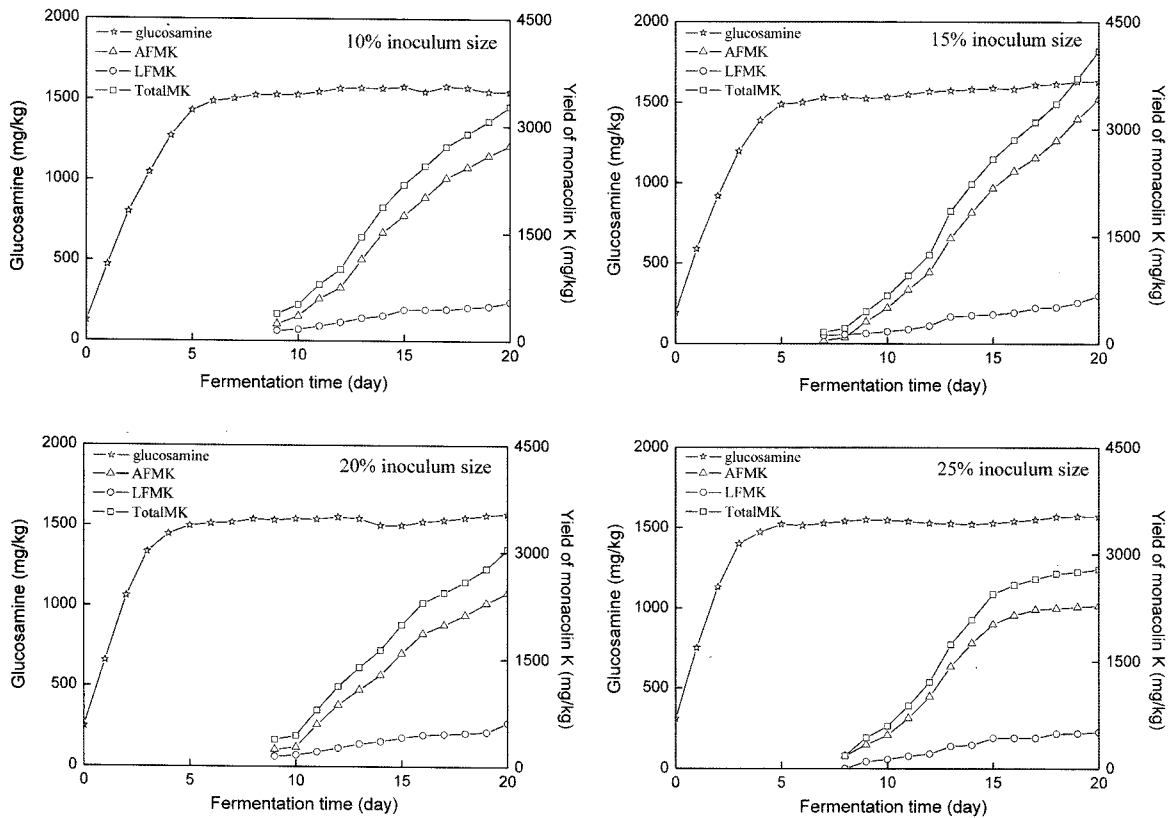 2000
1500
1000
500
0
Glucosamine (mg/kg)
glucosamine
AFMK
LFMK
TotalMK
10% inoculum size
4500
3000
1500
0
Yield of monacolin K (mg/kg)
0 5 10 15 20
Fermentation time (day)
2000
1500
1000
500
0
Glucosamine (mg/kg)
glucosamine
AFMK
LFMK
TotalMK
15% inoculum size
4500
3000
1500
0
Yield of monacolin K (mg/kg)
0 5 10 15 20
Fermentation time (day)
2000
1500
1000
500
0
Glucosamine (mg/kg)
glucosamine
AFMK
LFMK
TotalMK
20% inoculum size
4500
3000
1500
0
Yield of monacolin K (mg/kg)
0 5 10 15 20
Fermentation time (day)
2000
1500
1000
500
0
Glucosamine (mg/kg)
glucosamine
AFMK
LFMK
TotalMK
25% inoculum size
4500
3000
1500
0
Yield of monacolin K (mg/kg)
0 5 10 15 20
Fermentation time (day)